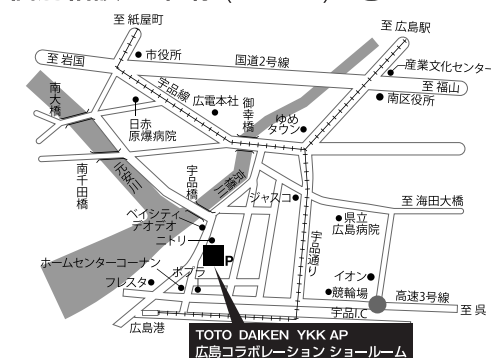 至 紙屋町
至 広島駅
至 岩国
市役所
国道2号線
産業文化センター
至 福山
南区役所
南大橋
宇品線
広電本社
御幸橋
ゆめ
タウン
日赤
原爆病院
南千田橋
元安川
宇品橋
京橋川
ジャスコ
至 海田大橋
ベイシティ
デオデオ
県立
広島病院
ニトリ
宇品通り
P
ホームセンターコーナン
ポプラ
フレスタ
イオン
競輪場
高速3号線
至 呉
宇品I.C
広島港
TOTO DAIKEN YKK AP
広島コラボレーション ショールーム